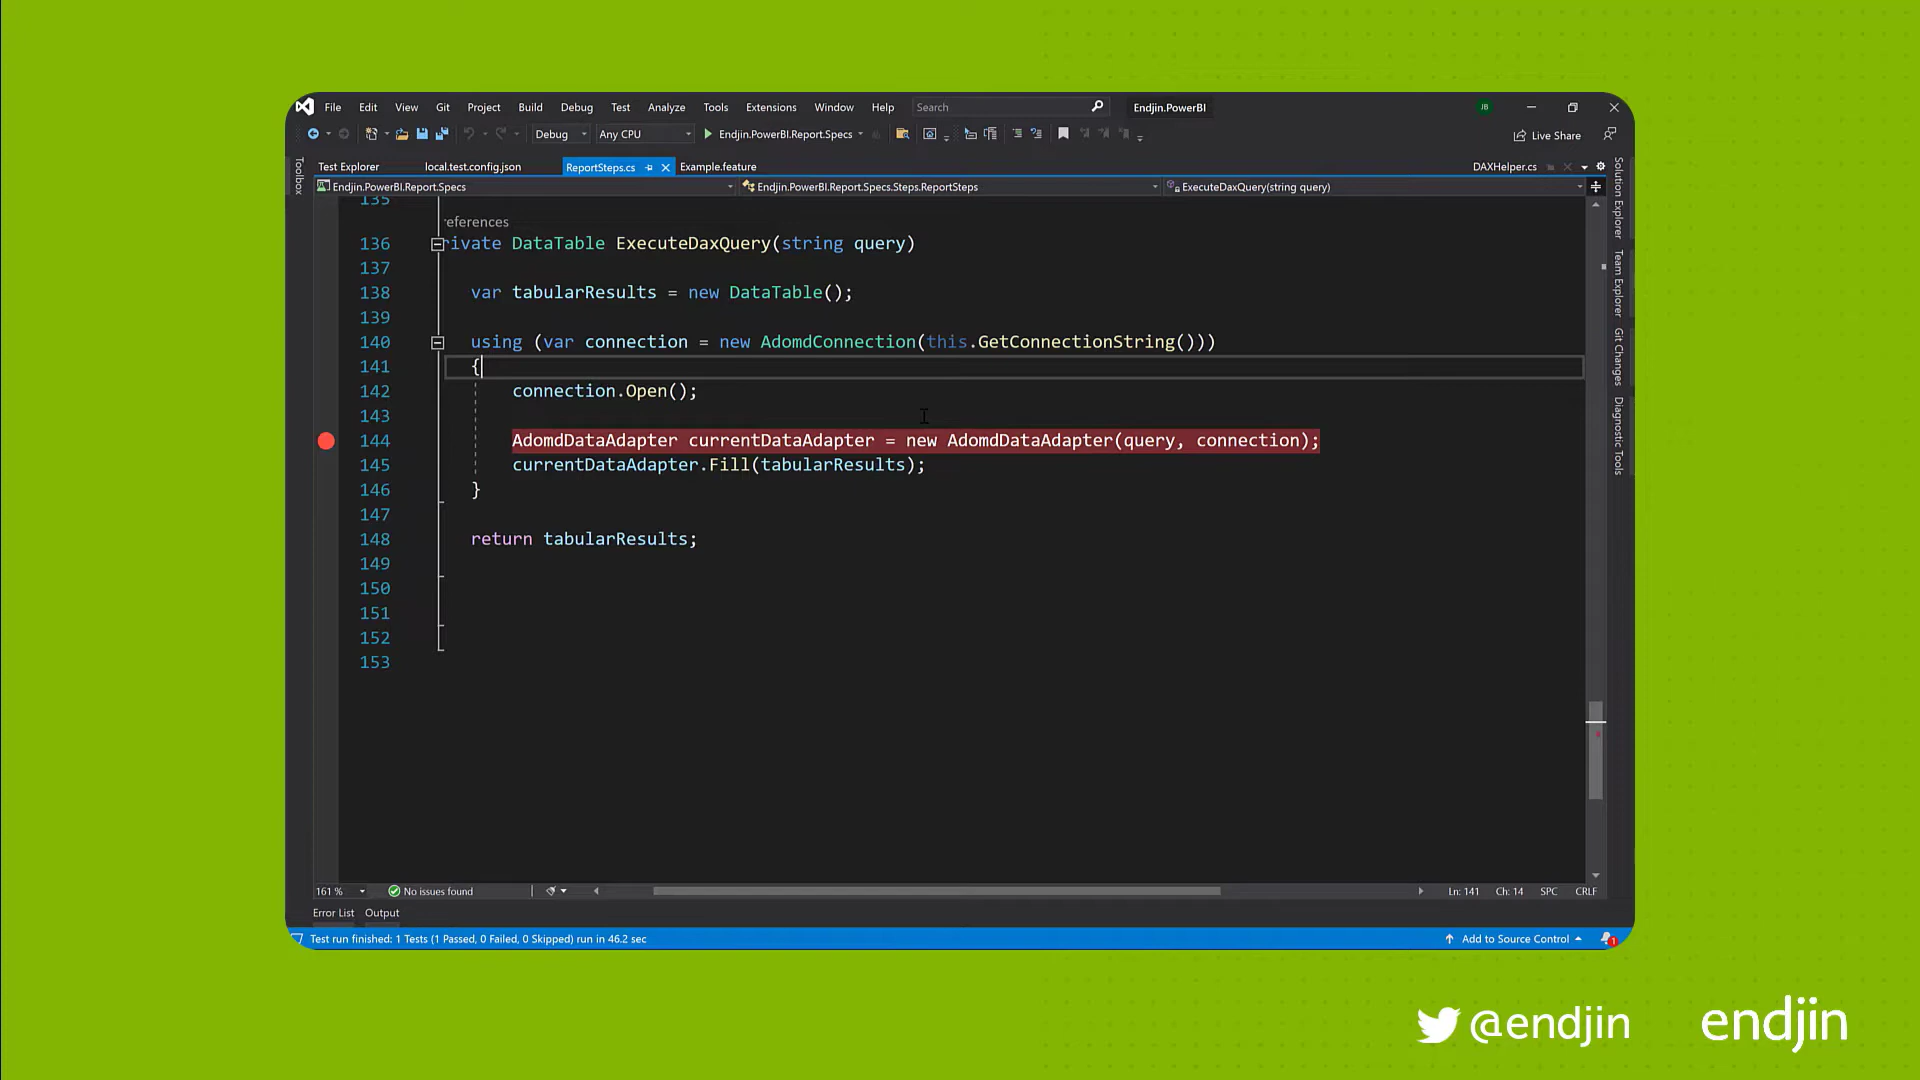 File Edit View Git Project Build Debug Test Analyze Tools Extensions Window Help Search Endjin.PowerBI JB
Debug Any CPU Endjin.PowerBI.Report.Specs Live Share
Test Explorer local.test.config.json ReportSteps.cs Example.feature DAXHelper.cs
Endjin.PowerBI.Report.Specs Endjin.PowerBI.Report.Specs.Steps.ReportSteps ExecuteDaxQuery(string query)
Toolbox
Solution Explorer
Team Explorer
Git Changes
Diagnostic Tools
135
eferences
136 rivate DataTable ExecuteDaxQuery(string query)
137
138 var tabularResults = new DataTable();
139
140 using (var connection = new AdomdConnection(this.GetConnectionString()))
141 {
142 connection.Open();
143
144 AdomdDataAdapter currentDataAdapter = new AdomdDataAdapter(query, connection);
145 currentDataAdapter.Fill(tabularResults);
146 }
147
148 return tabularResults;
149
150
151
152
153
161 % No issues found Ln: 141 Ch: 14 SPC CRLF
Error List Output
Test run finished: 1 Tests (1 Passed, 0 Failed, 0 Skipped) run in 46.2 sec Add to Source Control 1
@endjin endjin